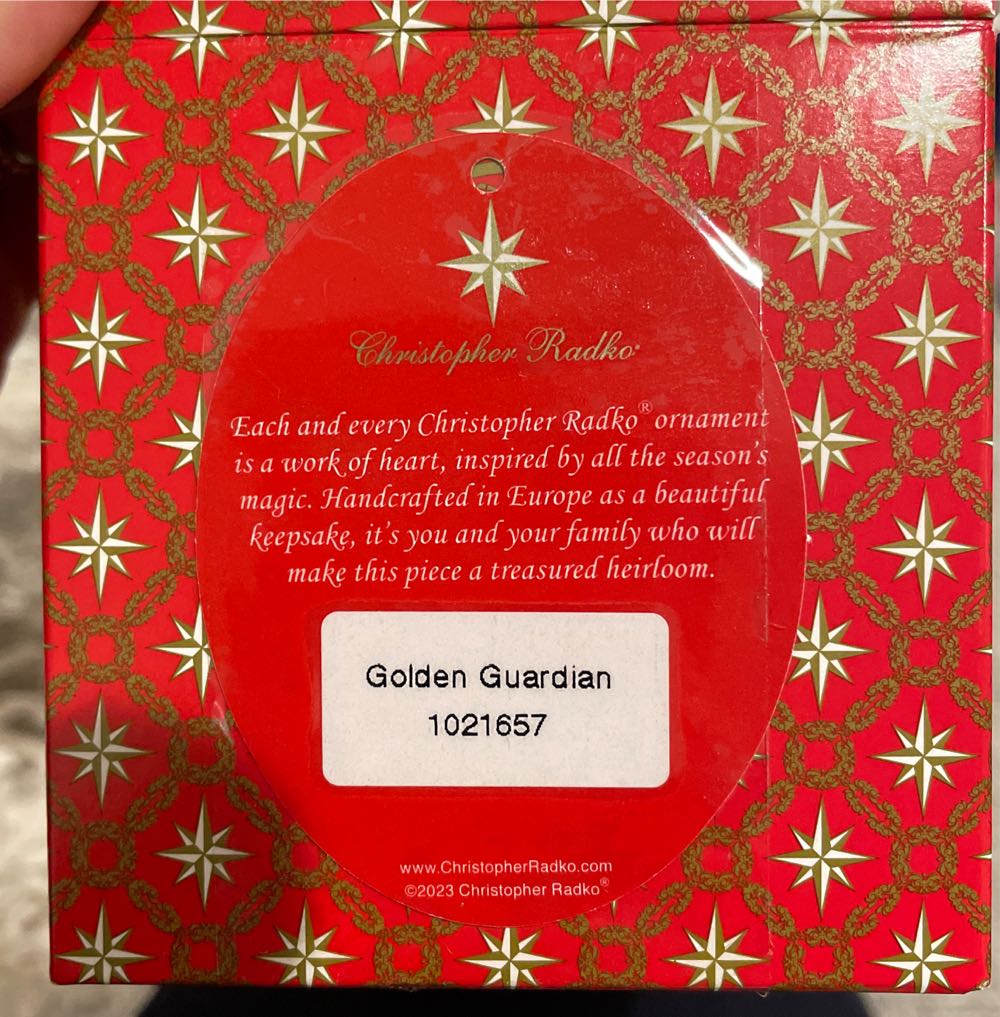 Christopher Radko®
Each and every Christopher Radko® ornament
is a work of heart, inspired by all the season's
magic. Handcrafted in Europe as a beautiful
keepsake, it's you and your family who will
make this piece a treasured heirloom.
Golden Guardian
1021657
www.ChristopherRadko.com
©2023 Christopher Radko®